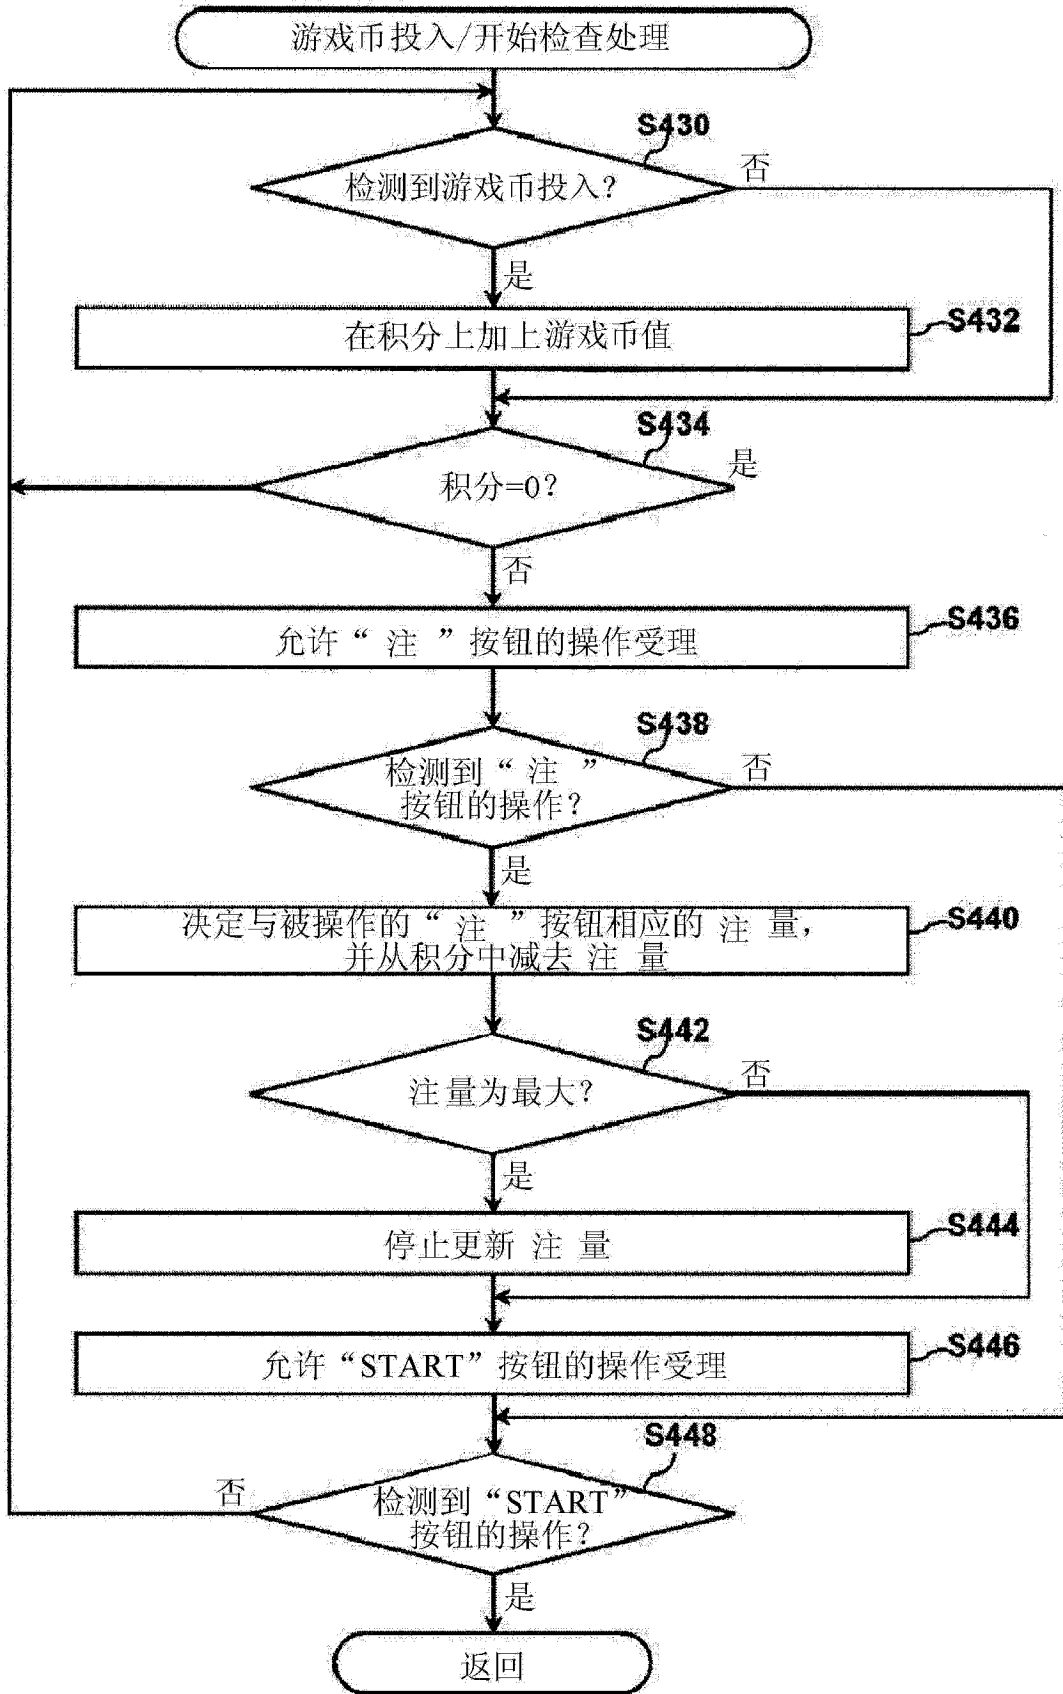 游戏币投入/开始检查处理
S430
检测到游戏币投入?
否
是
在积分上加上游戏币值
S432
S434
积分=0?
是
否
允许“ 注 ”按钮的操作受理
S436
S438
检测到“ 注 ”
按钮的操作?
否
是
决定与被操作的“ 注 ”按钮相应的 注 量,
并从积分中减去 注 量
S440
S442
注 量为最大?
否
是
停止更新 注 量
S444
允许“START”按钮的操作受理
S446
S448
检测到“START”
按钮的操作?
否
是
返回